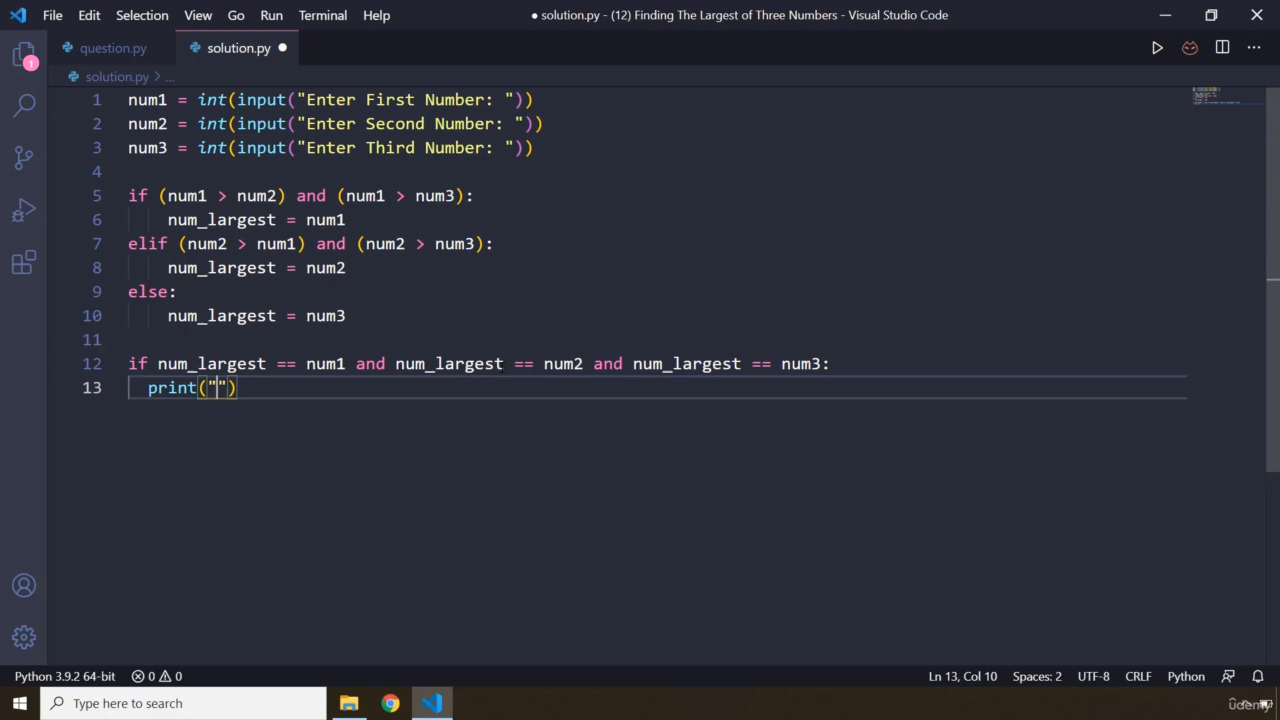 File Edit Selection View Go Run Terminal Help
● solution.py - (12) Finding The Largest of Three Numbers - Visual Studio Code
question.py
solution.py
1
solution.py > ...
1 num1 = int(input("Enter First Number: "))
2 num2 = int(input("Enter Second Number: "))
3 num3 = int(input("Enter Third Number: "))
4
5 if (num1 > num2) and (num1 > num3):
6 num_largest = num1
7 elif (num2 > num1) and (num2 > num3):
8 num_largest = num2
9 else:
10 num_largest = num3
11
12 if num_largest == num1 and num_largest == num2 and num_largest == num3:
13 print("")
Python 3.9.2 64-bit 0 0 Ln 13, Col 10 Spaces: 2 UTF-8 CRLF Python
Type here to search
udemy